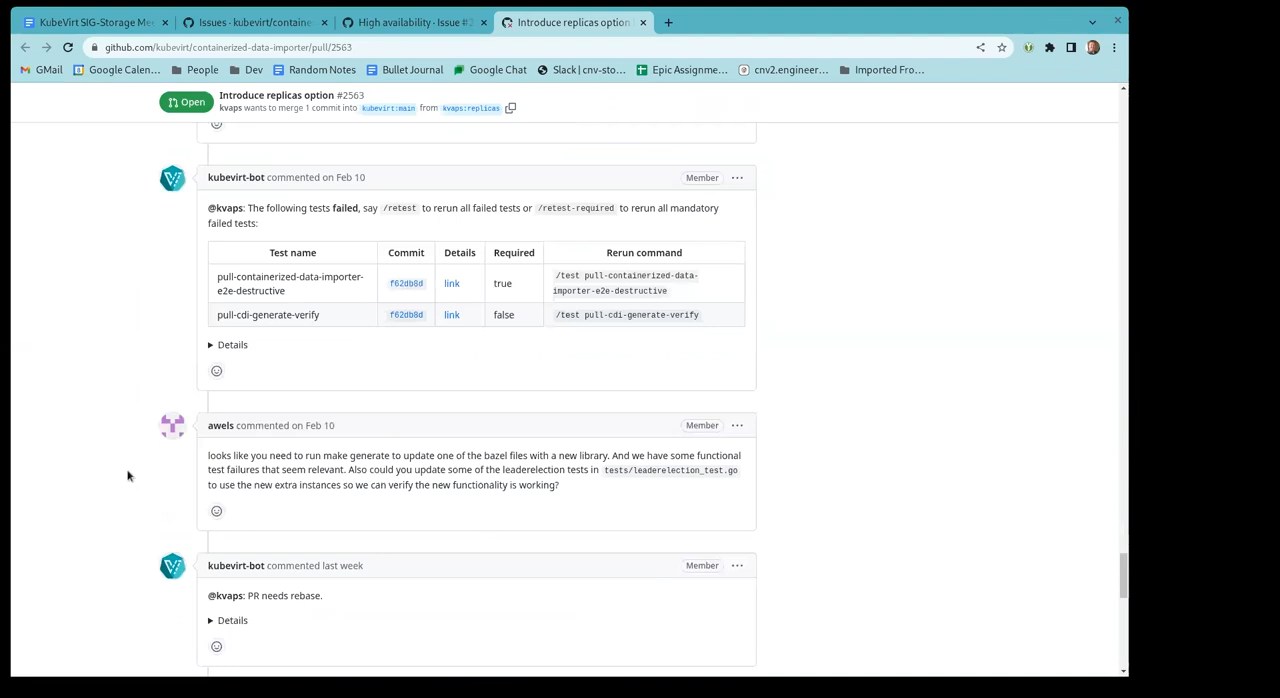 KubeVirt SIG-Storage Me
Issues · kubevirt/containe
High availability · Issue #2
Introduce replicas option
github.com/kubevirt/containerized-data-importer/pull/2563
GMail
Google Calen…
People
Dev
Random Notes
Bullet Journal
Google Chat
Slack | cnv-sto…
Epic Assignme…
cnv2.engineer…
Imported Fro…
Open
Introduce replicas option #2563
kvaps wants to merge 1 commit into kubevirt:main from kvaps:replicas
kubevirt-bot commented on Feb 10
Member
@kvaps: The following tests failed, say /retest to rerun all failed tests or /retest-required to rerun all mandatory
failed tests:
Test name Commit Details Required Rerun command
pull-containerized-data-importer-
e2e-destructive
f62db8d
link
true
/test pull-containerized-data-
importer-e2e-destructive
pull-cdi-generate-verify f62db8d link false /test pull-cdi-generate-verify
Details
awels commented on Feb 10
Member
looks like you need to run make generate to update one of the bazel files with a new library. And we have some functional
test failures that seem relevant. Also could you update some of the leaderelection tests in tests/leaderelection_test.go
to use the new extra instances so we can verify the new functionality is working?
kubevirt-bot commented last week
Member
@kvaps: PR needs rebase.
Details